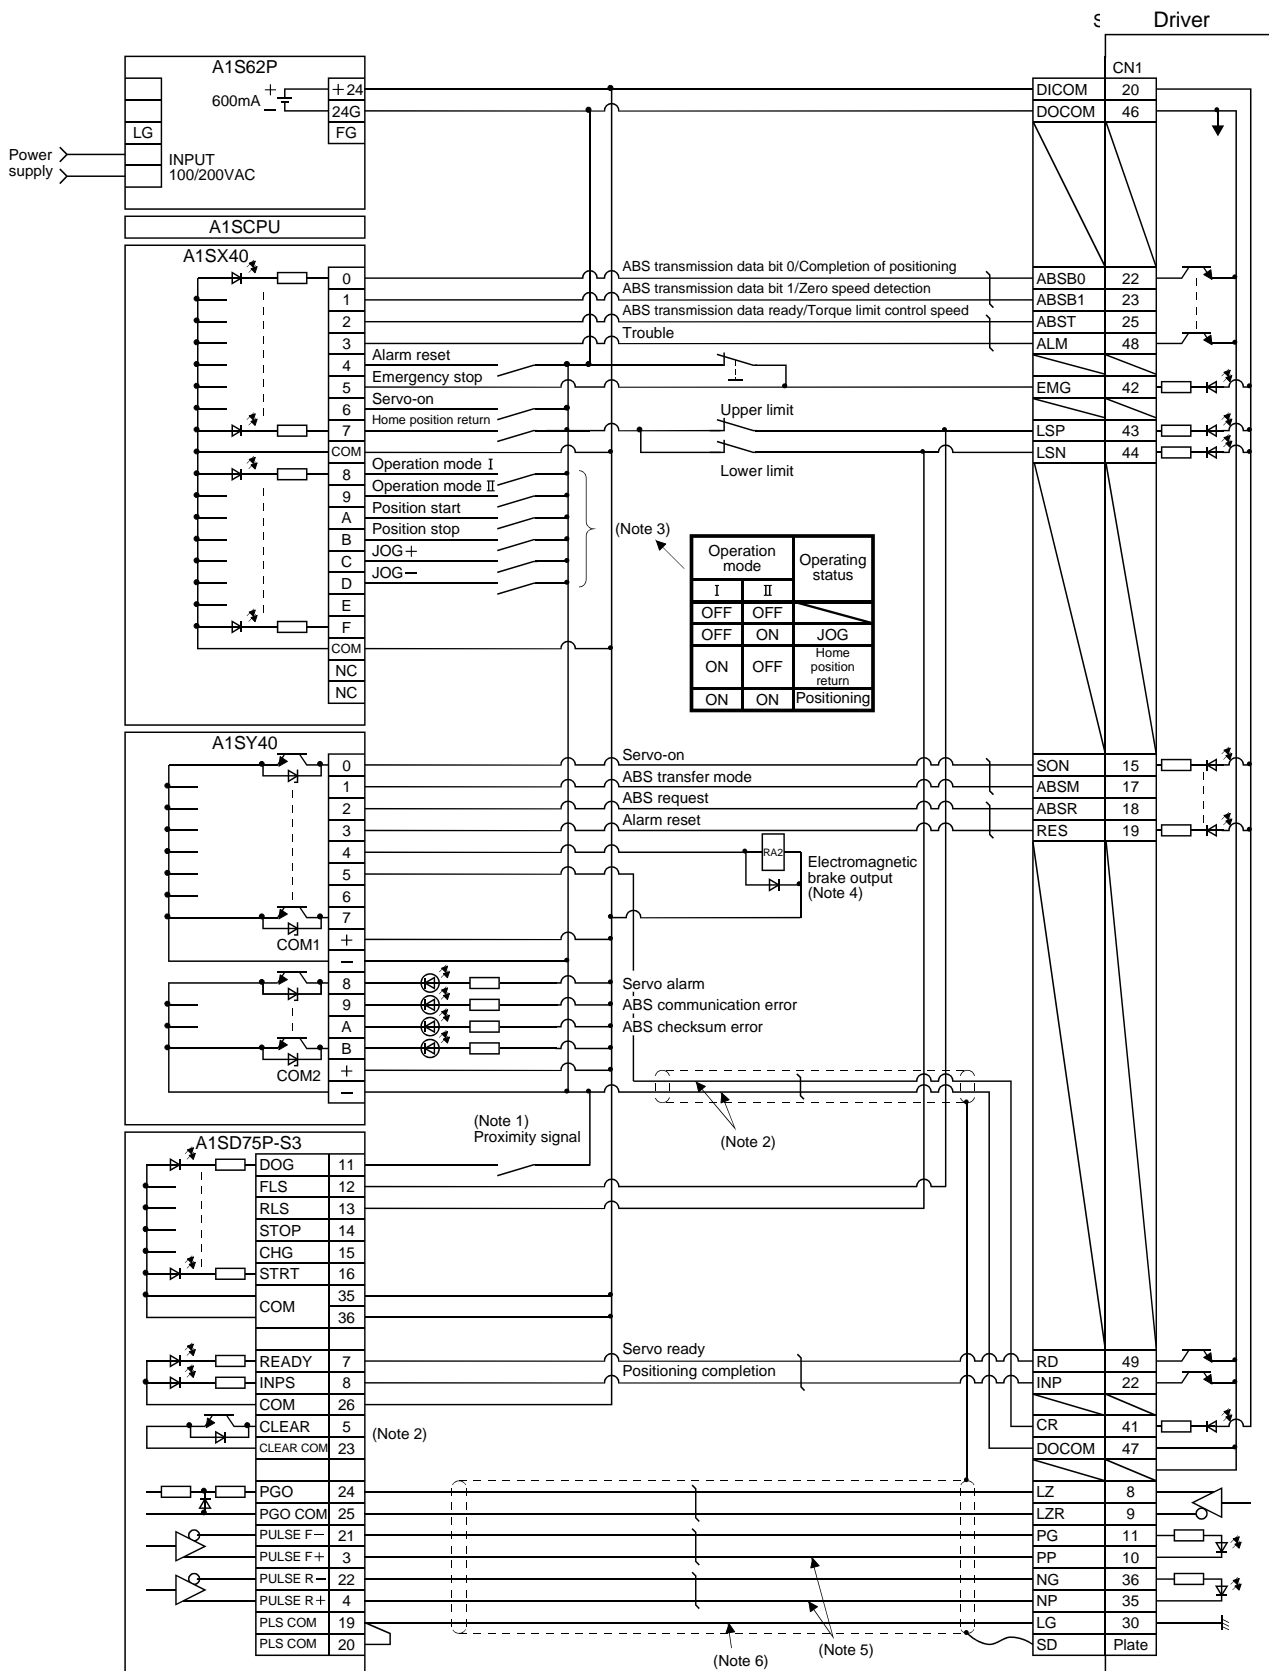 Driver
A1S62P
CN1
600mA
+
−
+24
24G
FG
LG
INPUT
100/200VAC
Power
supply
DICOM 20
DOCOM 46
A1SCPU
A1SX40
0 ABS transmission data bit 0/Completion of positioning ABSB0 22
1 ABS transmission data bit 1/Zero speed detection ABSB1 23
2 ABS transmission data ready/Torque limit control speed ABST 25
3 Trouble ALM 48
4 Alarm reset
5 Emergency stop EMG 42
6 Servo-on
Upper limit
7 Home position return LSP 43
COM LSN 44
Lower limit
8 Operation mode I
9 Operation mode II
A Position start
B Position stop
C JOG+
D JOG−
E
F
COM
NC
NC
(Note 3)
Operation
mode
Operating
status
I II
OFF OFF
OFF ON JOG
ON OFF Home
position
return
ON ON Positioning
A1SY40
0 Servo-on SON 15
1 ABS transfer mode ABSM 17
2 ABS request ABSR 18
3 Alarm reset RES 19
4
5
6
7
RA2
Electromagnetic
brake output
(Note 4)
COM1
+
−
8 Servo alarm
9 ABS communication error
A ABS checksum error
B
COM2
+
−
(Note 1)
Proximity signal
(Note 2)
A1SD75P-S3
DOG 11
FLS 12
RLS 13
STOP 14
CHG 15
STRT 16
COM 35
36
READY 7 Servo ready RD 49
INPS 8 Positioning completion INP 22
COM 26
CLEAR 5 (Note 2) CR 41
CLEAR COM 23 DOCOM 47
PGO 24 LZ 8
PGO COM 25 LZR 9
PULSE F− 21 PG 11
PULSE F+ 3 PP 10
PULSE R− 22 NG 36
PULSE R+ 4 NP 35
PLS COM 19 LG 30
PLS COM 20 SD Plate
(Note 5)
(Note 6)